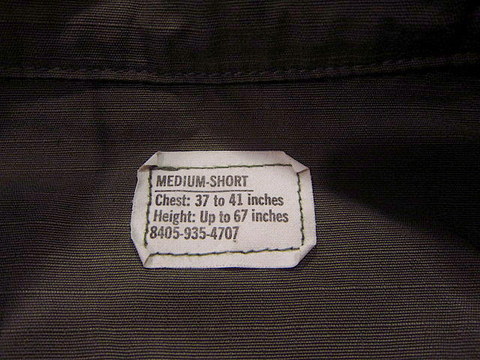 MEDIUM-SHORT
Chest: 37 to 41 inches
Height: Up to 67 inches
8405-935-4707